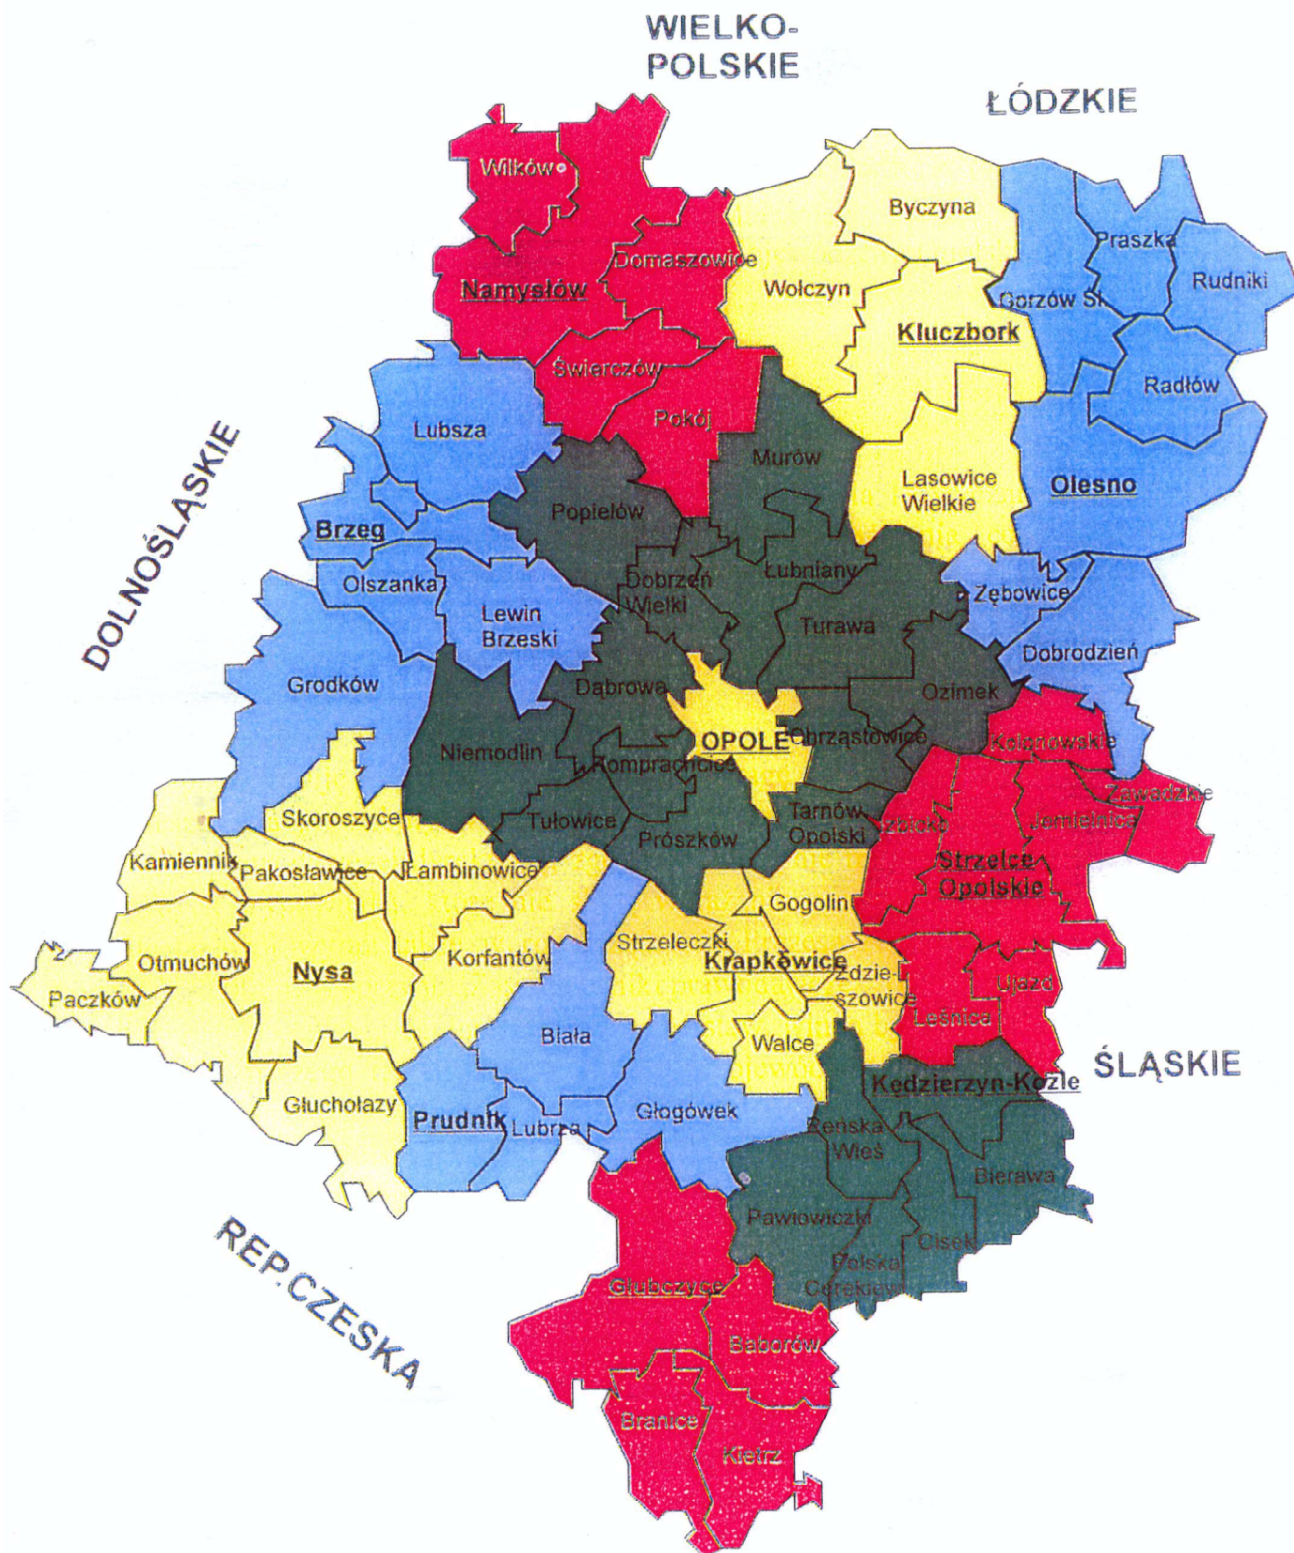 WIELKO-
POLSKIE
ŁÓDZKIE
Wilków
Byczyna
Praszka
Domaszowice
Rudniki
Namysłów
Wołczyn
Gorzów Śl
Kluczbork
Świerczów
Radłów
Pokój
Lubsza
Murów
Lasowice
Wielkie
Olesno
DOLNOŚLĄSKIE
Popielów
Brzeg
Olszanka
Dobrzeń
Wielki
Łubniany
Zębowice
Lewin
Brzeski
Turawa
Dobrodzień
Grodków
Dąbrowa
Ozimek
OPOLE
Chrząstowice
Kolonowskie
Niemodlin
Komprachcice
Zawadzkie
Skoroszyce
Tułowice
Prószków
Tarnów
Opolski
Izbicko
Jemielnica
Kamiennik
Pakosławice
Łambinowice
Strzelce
Opolskie
Gogolin
Strzeleczki
Otmuchów
Nysa
Korfantów
Krapkowice
Zdzie-
szowice
Ujazd
Paczków
Leśnica
Biała
Walce
ŚLĄSKIE
Kędzierzyn-Koźle
Głuchołazy
Prudnik
Lubrza
Głogówek
Reńska
Wieś
Bierawa
REP.CZESKA
Pawłowiczki
Cisek
Polska
Cerekiew
Głubczyce
Baborów
Branice
Kietrz